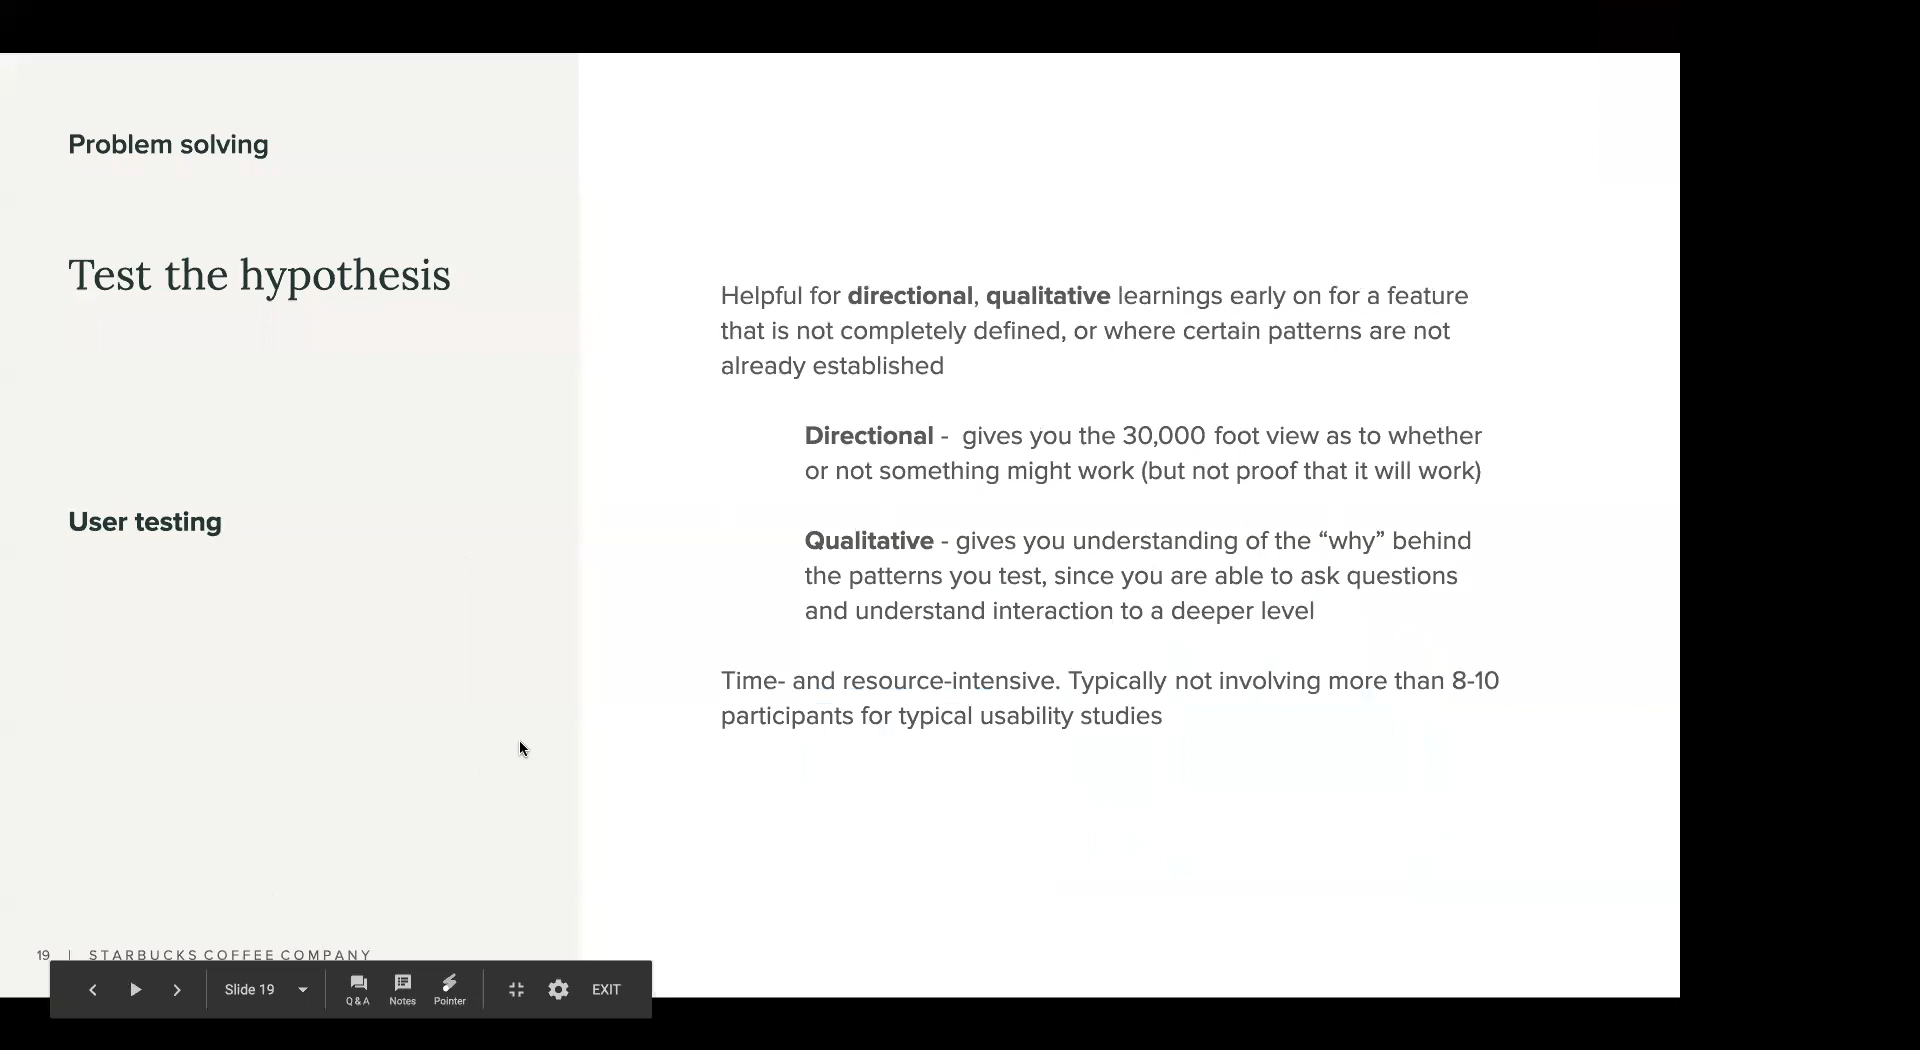 Problem solving
Test the hypothesis
User testing
Helpful for directional, qualitative learnings early on for a feature
that is not completely defined, or where certain patterns are not
already established
Directional -  gives you the 30,000 foot view as to whether
or not something might work (but not proof that it will work)
Qualitative - gives you understanding of the “why” behind
the patterns you test, since you are able to ask questions
and understand interaction to a deeper level
Time- and resource-intensive. Typically not involving more than 8-10
participants for typical usability studies
19 | STARBUCKS COFFEE COMPANY
Slide 19 Q&A Notes Pointer EXIT